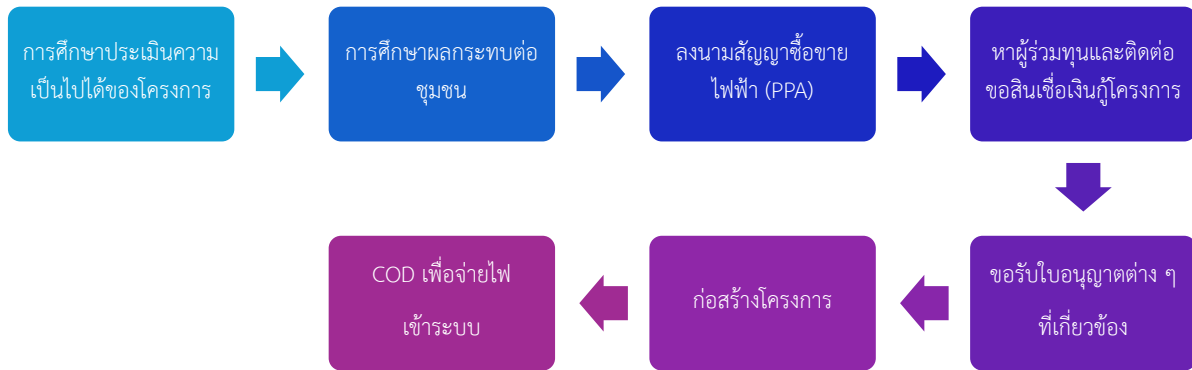 การศึกษาประเมินความ
เป็นไปได้ของโครงการ
การศึกษาผลกระทบต่อ
ชุมชน
ลงนามสัญญาซื้อขาย
ไฟฟ้า (PPA)
หาผู้ร่วมทุนและติดต่อ
ขอสินเชื่อเงินกู้โครงการ
ขอรับใบอนุญาตต่าง ๆ
ที่เกี่ยวข้อง
ก่อสร้างโครงการ
COD เพื่อจ่ายไฟ
เข้าระบบ